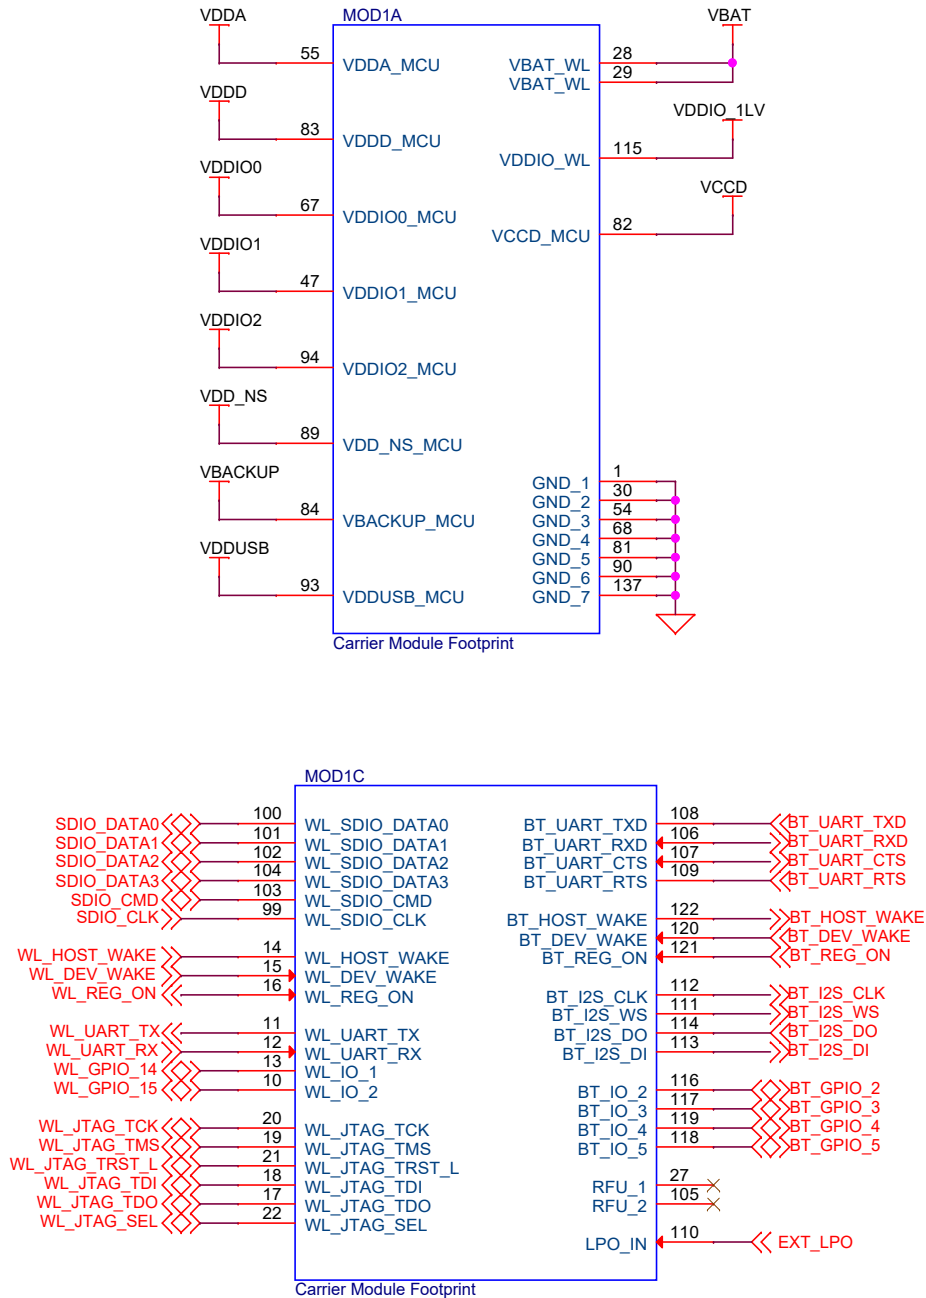 VDDA
MOD1A
VBAT
55
VDDA_MCU
VBAT_WL
28
VBAT_WL
29
VDDD
83
VDDD_MCU
VDDIO_1LV
VDDIO_WL
115
VDDIO0
67
VDDIO0_MCU
VCCD
VCCD_MCU
82
VDDIO1
47
VDDIO1_MCU
VDDIO2
94
VDDIO2_MCU
VDD_NS
89
VDD_NS_MCU
VBACKUP
84
VBACKUP_MCU
VDDUSB
93
VDDUSB_MCU
GND_1
1
GND_2
30
GND_3
54
GND_4
68
GND_5
81
GND_6
90
GND_7
137
Carrier Module Footprint
MOD1C
SDIO_DATA0 100 WL_SDIO_DATA0
SDIO_DATA1 101 WL_SDIO_DATA1
SDIO_DATA2 102 WL_SDIO_DATA2
SDIO_DATA3 104 WL_SDIO_DATA3
SDIO_CMD 103 WL_SDIO_CMD
SDIO_CLK 99 WL_SDIO_CLK
WL_HOST_WAKE 14 WL_HOST_WAKE
WL_DEV_WAKE 15 WL_DEV_WAKE
WL_REG_ON 16 WL_REG_ON
WL_UART_TX 11 WL_UART_TX
WL_UART_RX 12 WL_UART_RX
WL_GPIO_14 13 WL_IO_1
WL_GPIO_15 10 WL_IO_2
WL_JTAG_TCK 20 WL_JTAG_TCK
WL_JTAG_TMS 19 WL_JTAG_TMS
WL_JTAG_TRST_L 21 WL_JTAG_TRST_L
WL_JTAG_TDI 18 WL_JTAG_TDI
WL_JTAG_TDO 17 WL_JTAG_TDO
WL_JTAG_SEL 22 WL_JTAG_SEL
BT_UART_TXD 108 BT_UART_TXD
BT_UART_RXD 106 BT_UART_RXD
BT_UART_CTS 107 BT_UART_CTS
BT_UART_RTS 109 BT_UART_RTS
BT_HOST_WAKE 122 BT_HOST_WAKE
BT_DEV_WAKE 120 BT_DEV_WAKE
BT_REG_ON 121 BT_REG_ON
BT_I2S_CLK 112 BT_I2S_CLK
BT_I2S_WS 111 BT_I2S_WS
BT_I2S_DO 114 BT_I2S_DO
BT_I2S_DI 113 BT_I2S_DI
BT_IO_2 116 BT_GPIO_2
BT_IO_3 117 BT_GPIO_3
BT_IO_4 119 BT_GPIO_4
BT_IO_5 118 BT_GPIO_5
RFU_1 27
RFU_2 105
LPO_IN 110 EXT_LPO
Carrier Module Footprint